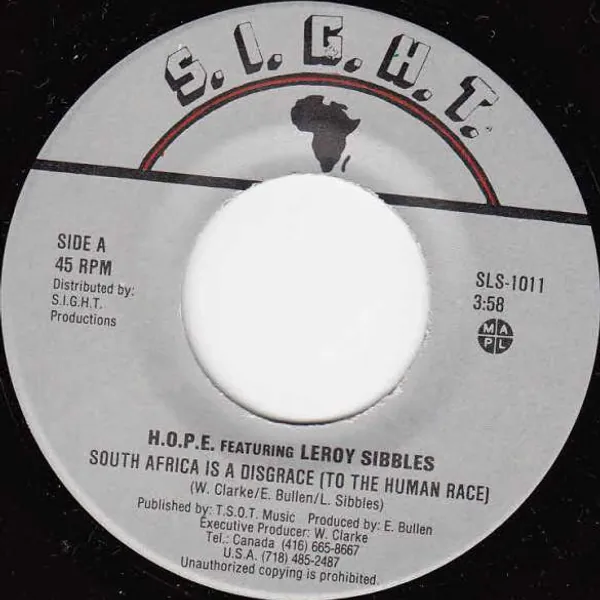 S.I.G.H.T.
SIDE A
45 RPM
Distributed by:
S.I.G.H.T.
Productions
SLS-1011
3:58
M A
P L
H.O.P.E. FEATURING LEROY SIBBLES
SOUTH AFRICA IS A DISGRACE (TO THE HUMAN RACE)
(W. Clarke/E. Bullen/L. Sibbles)
Published by: T.S.O.T. Music Produced by: E. Bullen
Executive Producer: W. Clarke
Tel.: Canada (416) 665-8667
U.S.A. (718) 485-2487
Unauthorized copying is prohibited.